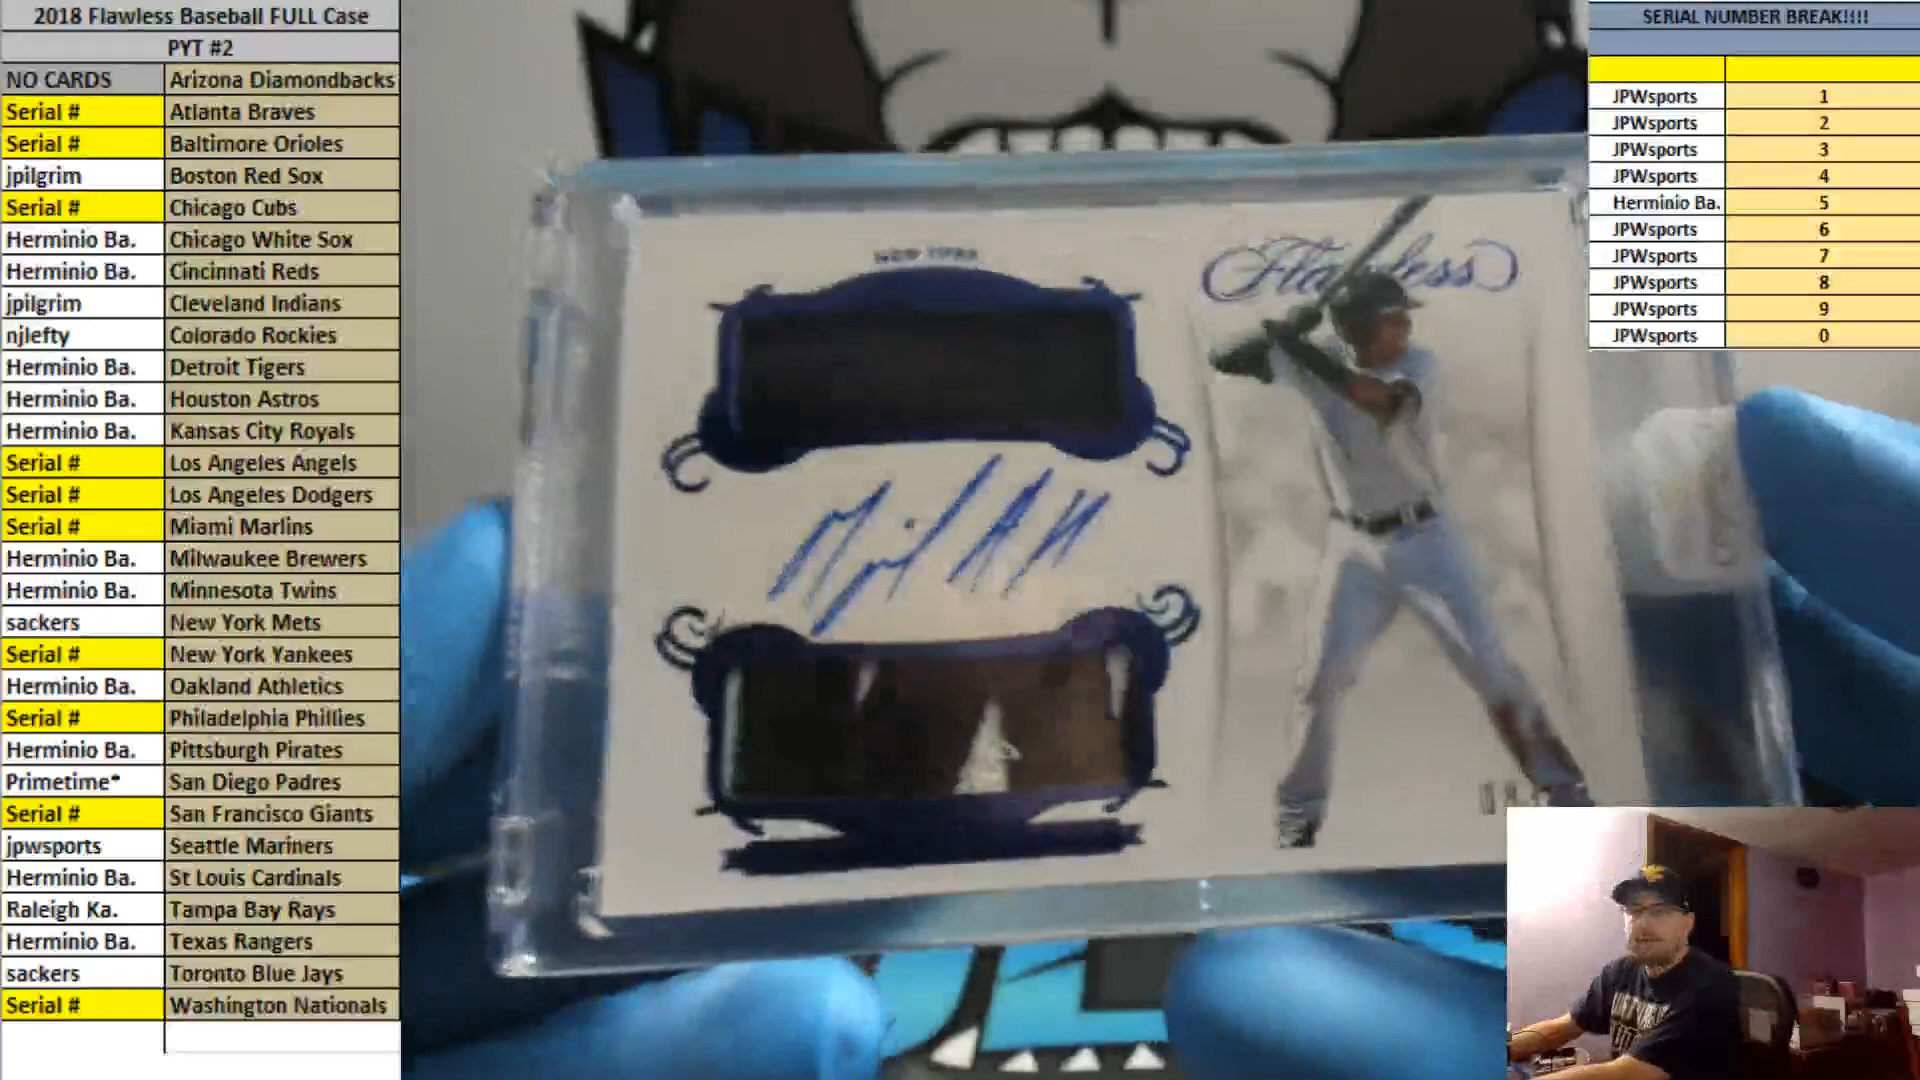 2018 Flawless Baseball FULL Case
PYT #2
NO CARDS Arizona Diamondbacks
Serial # Atlanta Braves
Serial # Baltimore Orioles
jpilgrim Boston Red Sox
Serial # Chicago Cubs
Herminio Ba. Chicago White Sox
Herminio Ba. Cincinnati Reds
jpilgrim Cleveland Indians
njlefty Colorado Rockies
Herminio Ba. Detroit Tigers
Herminio Ba. Houston Astros
Herminio Ba. Kansas City Royals
Serial # Los Angeles Angels
Serial # Los Angeles Dodgers
Serial # Miami Marlins
Herminio Ba. Milwaukee Brewers
Herminio Ba. Minnesota Twins
sackers New York Mets
Serial # New York Yankees
Herminio Ba. Oakland Athletics
Serial # Philadelphia Phillies
Herminio Ba. Pittsburgh Pirates
Primetime* San Diego Padres
Serial # San Francisco Giants
jpwsports Seattle Mariners
Herminio Ba. St Louis Cardinals
Raleigh Ka. Tampa Bay Rays
Herminio Ba. Texas Rangers
sackers Toronto Blue Jays
Serial # Washington Nationals
NEW YORK
Flawless
SERIAL NUMBER BREAK!!!!
JPWsports 1
JPWsports 2
JPWsports 3
JPWsports 4
Herminio Ba. 5
JPWsports 6
JPWsports 7
JPWsports 8
JPWsports 9
JPWsports 0